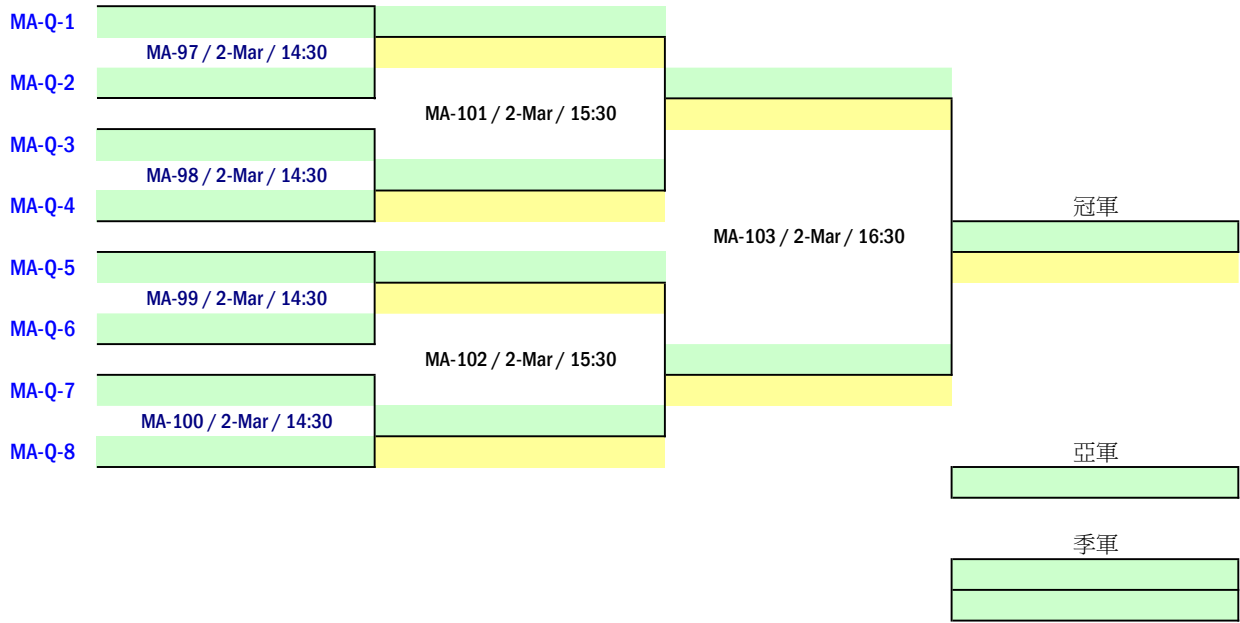 MA-Q-1
MA-97 / 2-Mar / 14:30
MA-Q-2
MA-101 / 2-Mar / 15:30
MA-Q-3
MA-98 / 2-Mar / 14:30
MA-Q-4
冠軍
MA-103 / 2-Mar / 16:30
MA-Q-5
MA-99 / 2-Mar / 14:30
MA-Q-6
MA-102 / 2-Mar / 15:30
MA-Q-7
MA-100 / 2-Mar / 14:30
MA-Q-8
亞軍
季軍